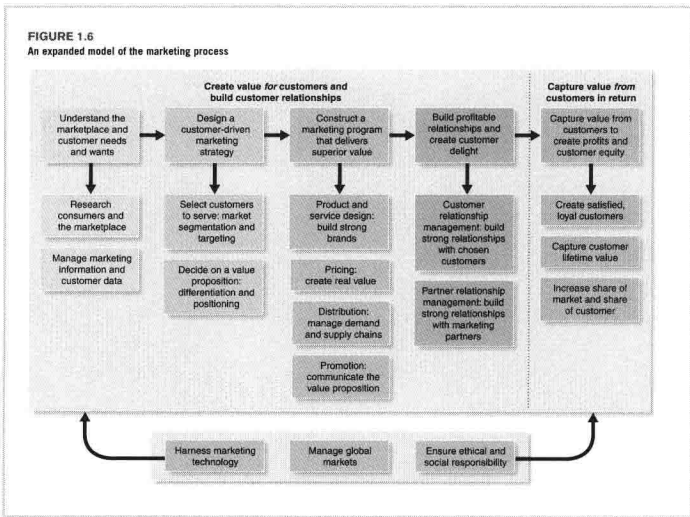 FIGURE 1.6
An expanded model of the marketing process
Create value for customers and
build customer relationships
Capture value from
customers in return
Understand the
marketplace and
customer needs
and wants
Design a
customer-driven
marketing
strategy
Construct a
marketing program
that delivers
superior value
Build profitable
relationships and
create customer
delight
Capture value from
customers to
create profits and
customer equity
Research
consumers and
the marketplace
Manage marketing
information and
customer data
Select customers
to serve: market
segmentation and
targeting
Decide on a value
proposition:
differentiation and
positioning
Product and
service design:
build strong
brands
Pricing:
create real value
Distribution:
manage demand
and supply chains
Promotion:
communicate the
value proposition
Customer
relationship
management: build
strong relationships
with chosen
customers
Partner relationship
management: build
strong relationships
with marketing
partners
Create satisfied,
loyal customers
Capture customer
lifetime value
Increase share of
market and share
of customer
Harness marketing
technology
Manage global
markets
Ensure ethical and
social responsibility